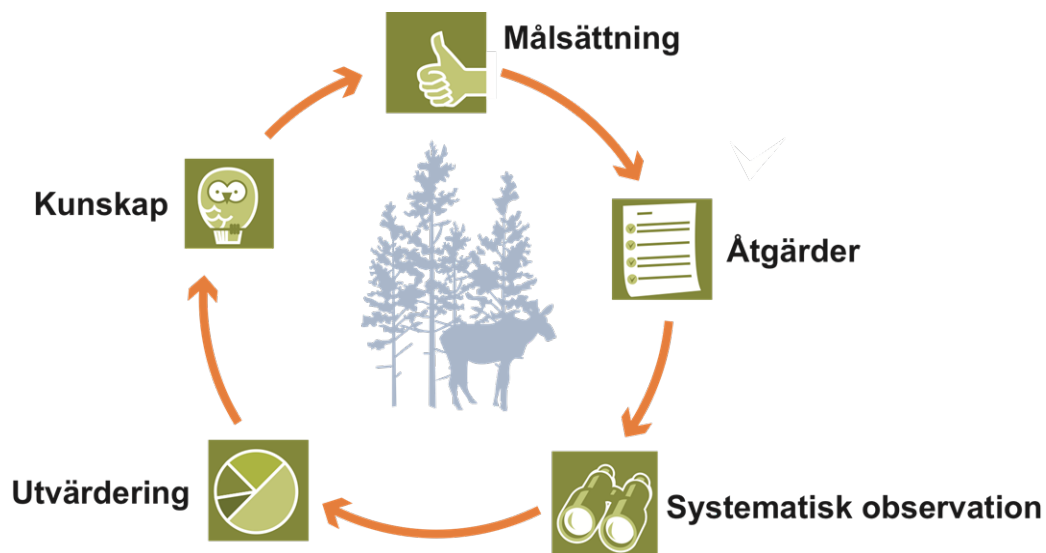 Målsättning
Åtgärder
Systematisk observation
Utvärdering
Kunskap